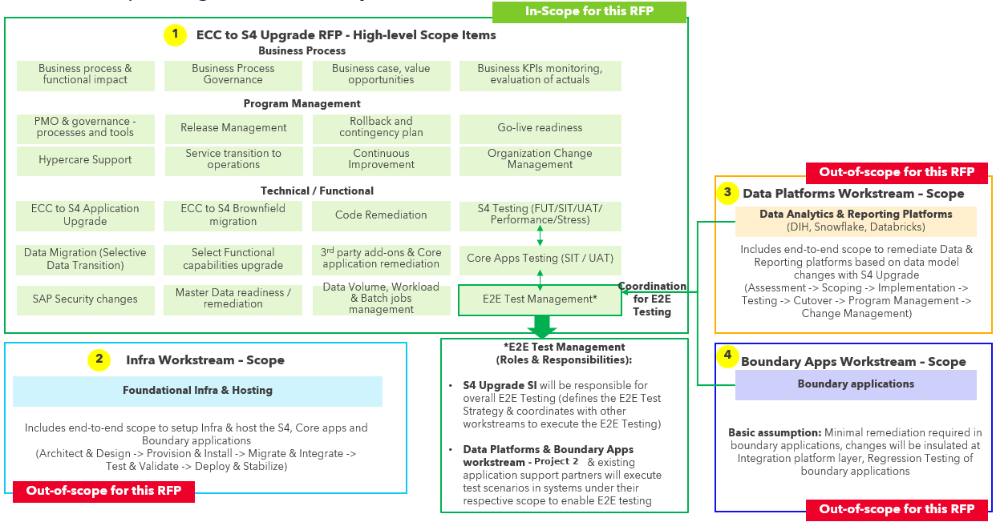 In-Scope for this RFP
1
ECC to S4 Upgrade RFP - High-level Scope Items
Business Process
Business process &
functional impact
Business Process
Governance
Business case, value
opportunities
Business KPIs monitoring,
evaluation of actuals
Program Management
PMO & governance -
processes and tools
Release Management
Rollback and
contingency plan
Go-live readiness
Hypercare Support
Service transition to
operations
Continuous
Improvement
Organization Change
Management
Technical / Functional
ECC to S4 Application
Upgrade
ECC to S4 Brownfield
migration
Code Remediation
S4 Testing (FUT/SIT/UAT/
Performance/Stress)
Data Migration (Selective
Data Transition)
Select Functional
capabilities upgrade
3rd party add-ons & Core
application remediation
Core Apps Testing (SIT / UAT)
SAP Security changes
Master Data readiness /
remediation
Data Volume, Workload
& Batch jobs
management
E2E Test Management*
Coordination
for E2E
Testing
2
Infra Workstream – Scope
Foundational Infra & Hosting
Includes end-to-end scope to setup Infra & host the S4, Core apps and
Boundary applications
(Architect & Design -> Provision & Install -> Migrate & Integrate ->
Test & Validate -> Deploy & Stabilize)
Out-of-scope for this RFP
*E2E Test Management
(Roles & Responsibilities):
• S4 Upgrade SI will be responsible for
overall E2E Testing (defines the E2E Test
Strategy & coordinates with other
workstreams to execute the E2E Testing)
• Data Platforms & Boundary Apps
workstream - Project 2 & existing
application support partners will execute
test scenarios in systems under their
respective scope to enable E2E testing
Out-of-scope for this RFP
3
Data Platforms Workstream – Scope
Data Analytics & Reporting Platforms
(DIH, Snowflake, Databricks)
Includes end-to-end scope to remediate Data &
Reporting platforms based on data model
changes with S4 Upgrade
(Assessment -> Scoping -> Implementation ->
Testing -> Cutover -> Program Management ->
Change Management)
4
Boundary Apps Workstream – Scope
Boundary applications
Basic assumption: Minimal remediation required in
boundary applications, changes will be insulated at
Integration platform layer, Regression Testing of
boundary applications
Out-of-scope for this RFP